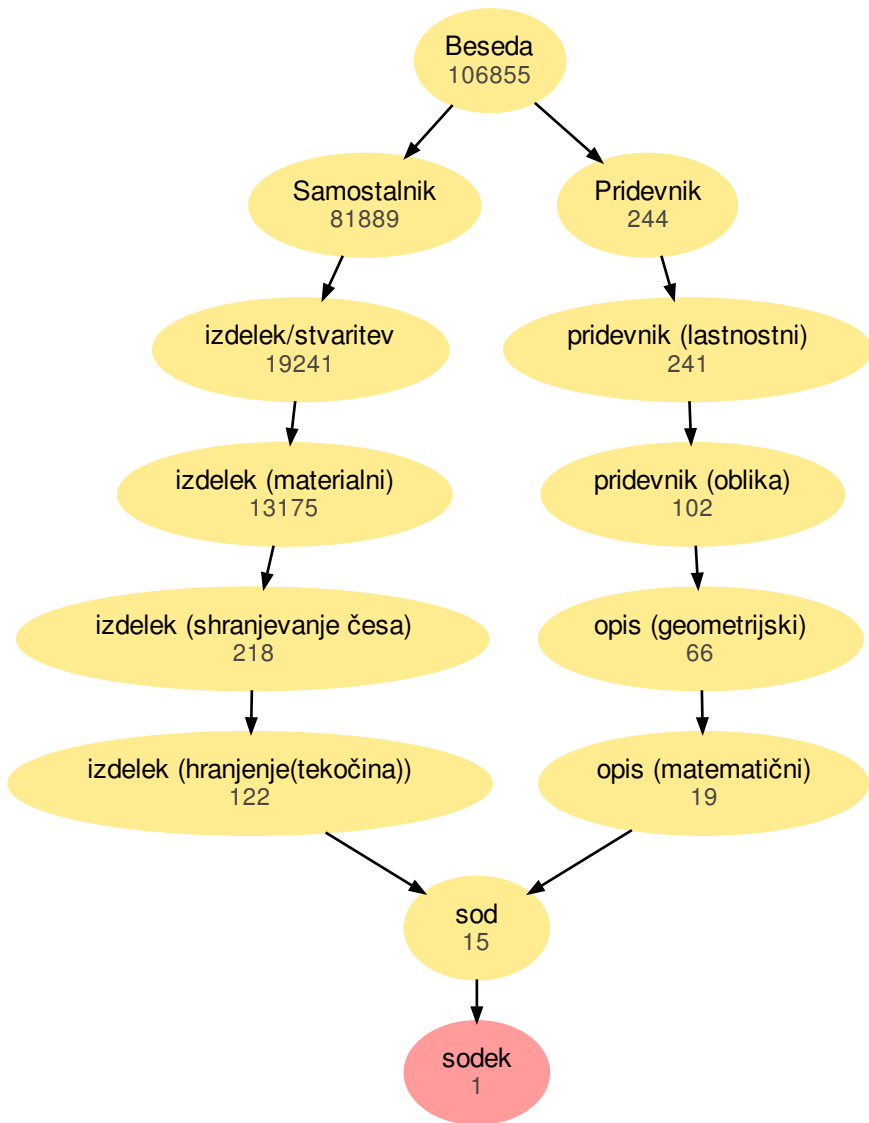 Beseda
106855
Samostalnik
81889
Pridevnik
244
izdelek/stvaritev
19241
pridevnik (lastnostni)
241
izdelek (materialni)
13175
pridevnik (oblika)
102
izdelek (shranjevanje česa)
218
opis (geometrijski)
66
izdelek (hranjenje(tekočina))
122
opis (matematični)
19
sod
15
sodek
1